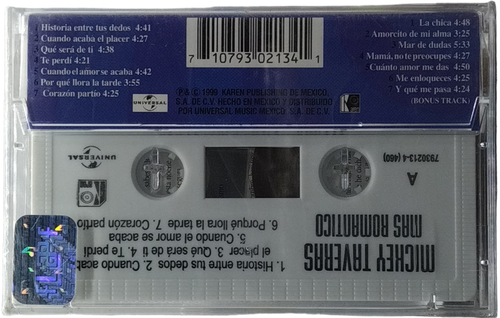 Historia entre tus dedos 4:41
Cuando acaba el placer 4:27
Qué será de ti 4:38
Te perdí 4:21
Cuando el amor se acaba 4:42
Por qué llora la tarde 3:55
Corazón partío 4:25
7 10793 02134 1
La chica 4:48
Amorcito de mi alma 3:25
Mar de dudas 5:33
Mamá, no te preocupes 4:27
Cuánto amor me das 4:50
Me enloqueces 4:25
Y qué me pasa 4:24
(BONUS TRACK)
UNIVERSAL
℗ & © 1999 KAREN PUBLISHING DE MEXICO,
S.A. DE C.V. HECHO EN MEXICO Y DISTRIBUIDO
POR UNIVERSAL MUSIC MEXICO, S.A. DE C.V.
MICKEY TAVERAS
MAS ROMANTICO
A
7930213-4 (460)
UNIVERSAL
1. Historia entre tus dedos 2. Cuando acaba
el placer 3. Qué será de ti 4. Te perdí
5. Cuando el amor se acaba
6. Porqué llora la tarde 7. Corazón partío